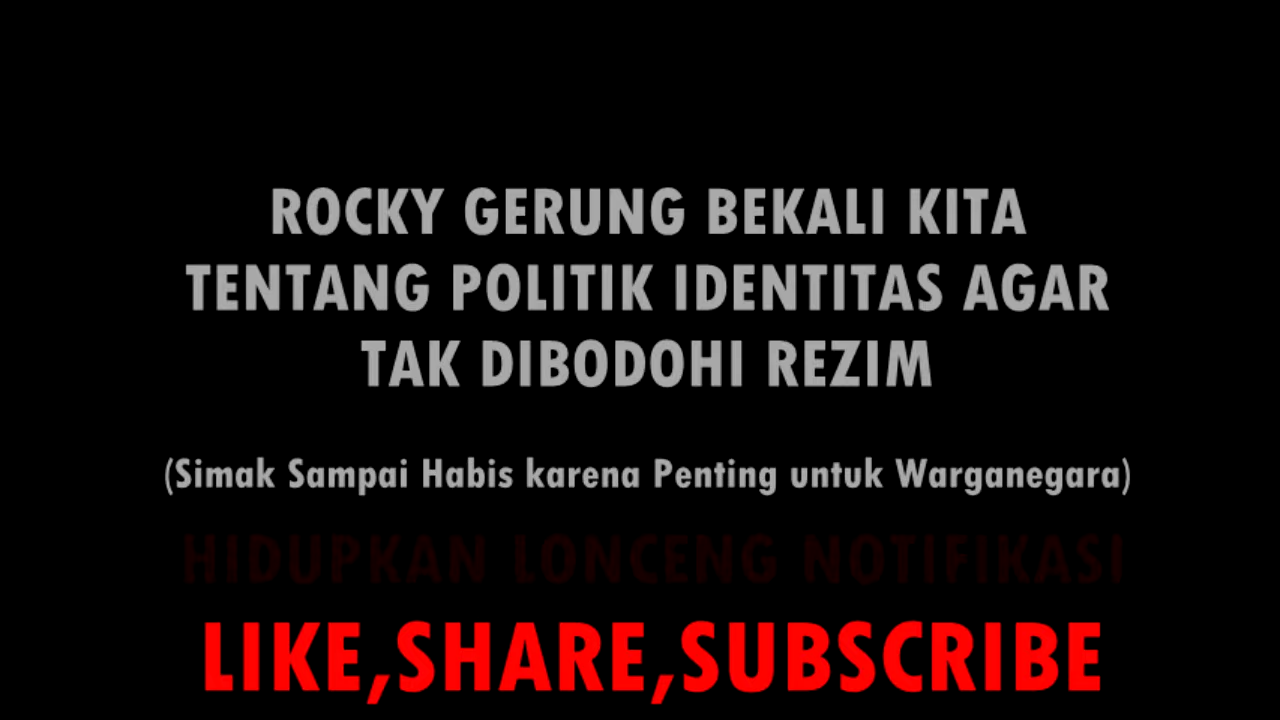 ROCKY GERUNG BEKALI KITA
TENTANG POLITIK IDENTITAS AGAR
TAK DIBODOHI REZIM
(Simak Sampai Habis karena Penting untuk Warganegara)
HIDUPKAN LONCENG NOTIFIKASI
LIKE,SHARE,SUBSCRIBE